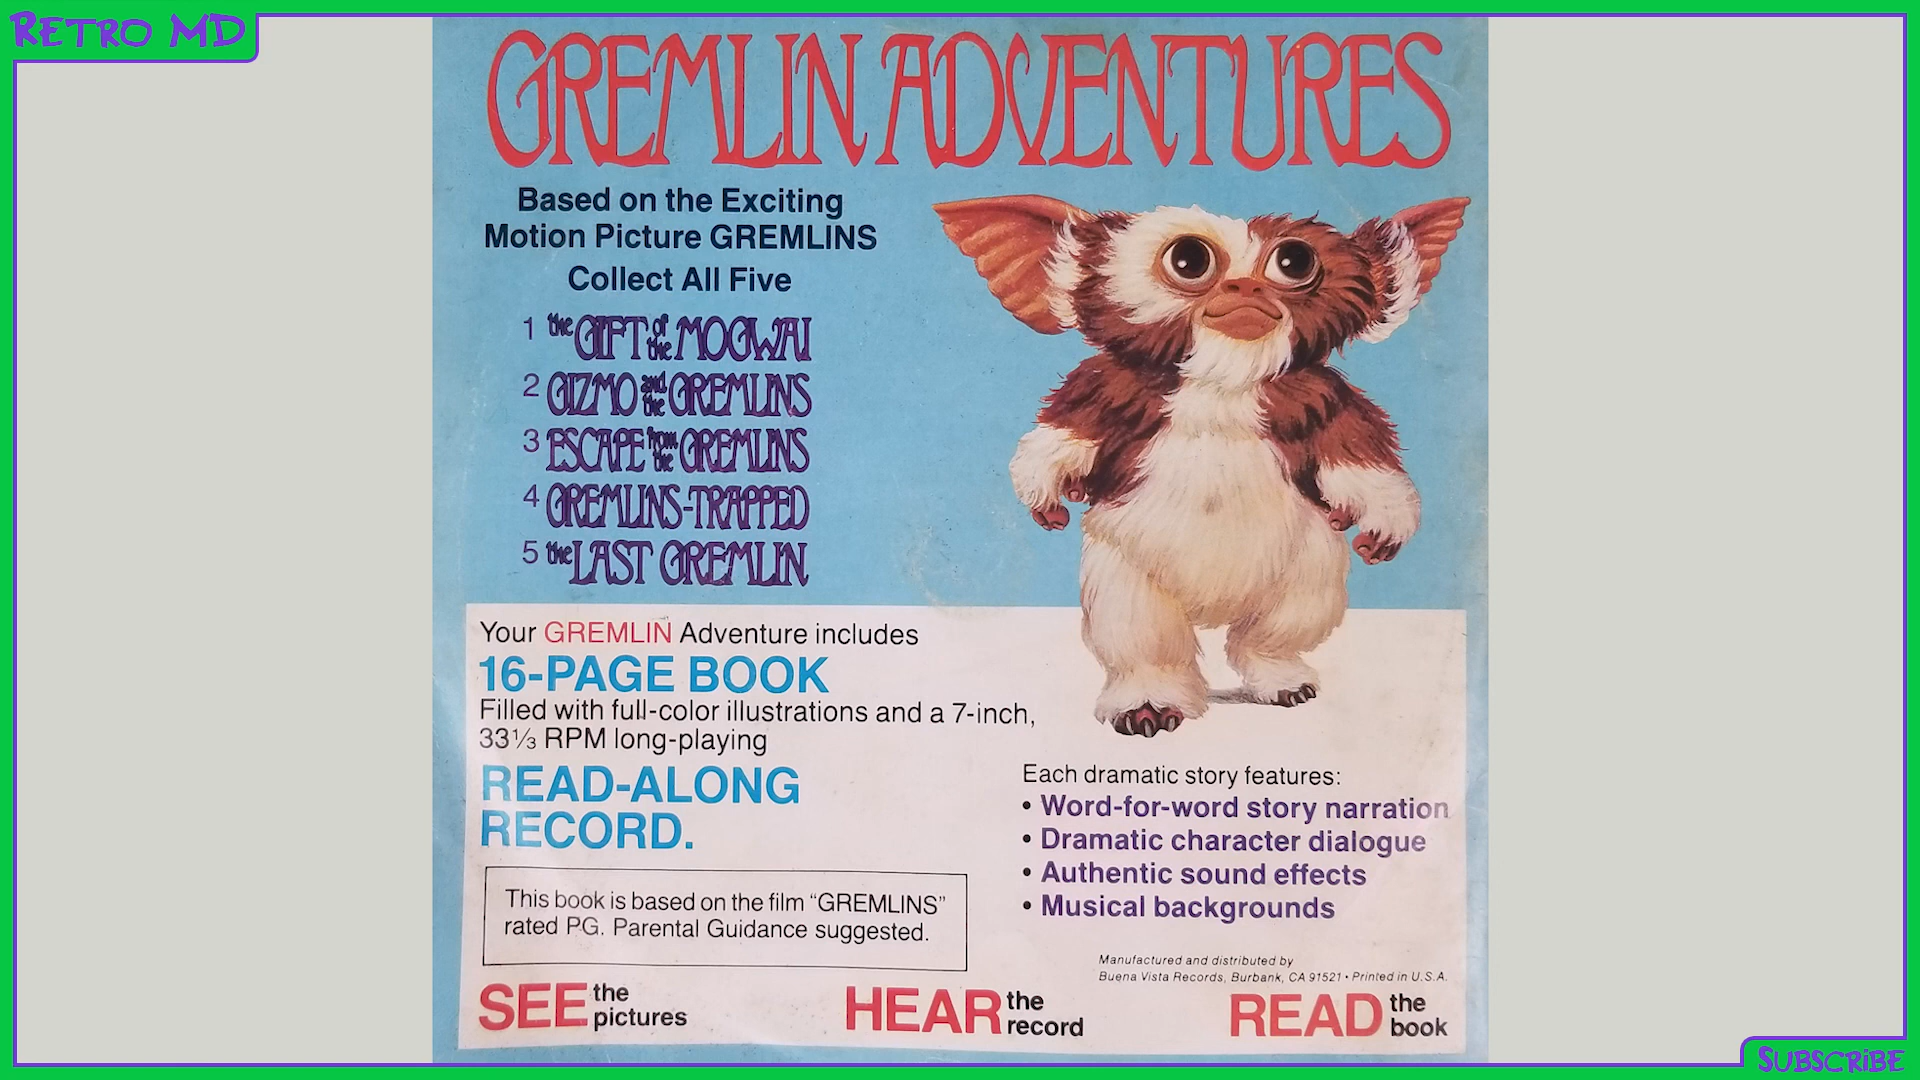 RETRO MD
GREMLIN ADVENTURES
Based on the Exciting
Motion Picture GREMLINS
Collect All Five
1 the GIFT of the MOGWAI
2 GIZMO and the GREMLINS
3 ESCAPE from the GREMLINS
4 GREMLINS-TRAPPED
5 the LAST GREMLIN
Your GREMLIN Adventure includes
16-PAGE BOOK
Filled with full-color illustrations and a 7-inch,
33⅓ RPM long-playing
READ-ALONG
RECORD.
This book is based on the film “GREMLINS”
rated PG. Parental Guidance suggested.
Each dramatic story features:
• Word-for-word story narration
• Dramatic character dialogue
• Authentic sound effects
• Musical backgrounds
Manufactured and distributed by
Buena Vista Records, Burbank, CA 91521 • Printed in U.S.A.
SEE the pictures
HEAR the record
READ the book
SUBSCRIBE